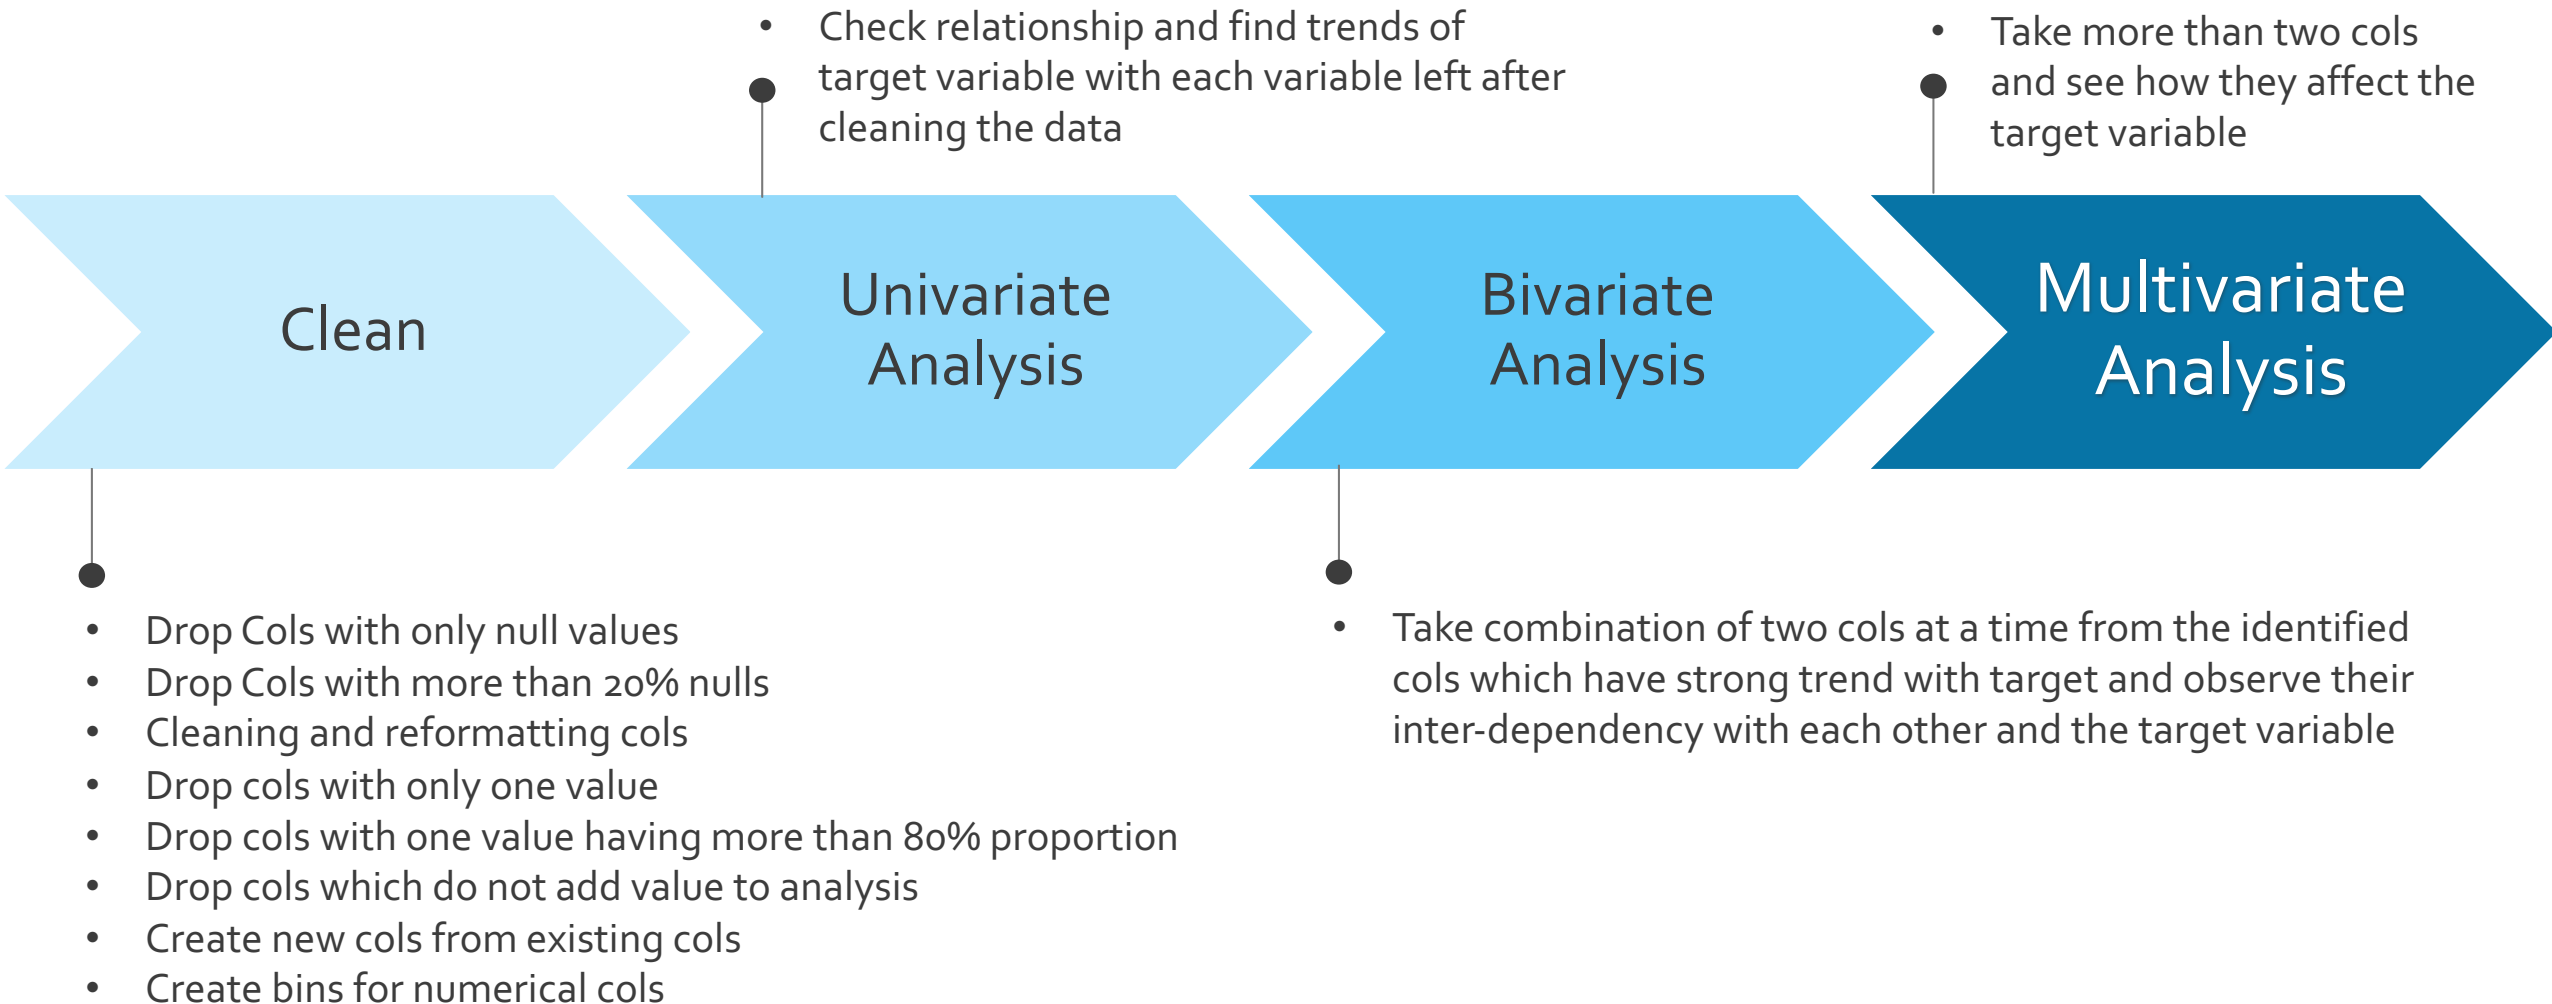 • Check relationship and find trends of
target variable with each variable left after
cleaning the data
• Take more than two cols
and see how they affect the
target variable
Clean
Univariate
Analysis
Bivariate
Analysis
Multivariate
Analysis
• Drop Cols with only null values
• Drop Cols with more than 20% nulls
• Cleaning and reformatting cols
• Drop cols with only one value
• Drop cols with one value having more than 80% proportion
• Drop cols which do not add value to analysis
• Create new cols from existing cols
• Create bins for numerical cols
• Take combination of two cols at a time from the identified
cols which have strong trend with target and observe their
inter-dependency with each other and the target variable